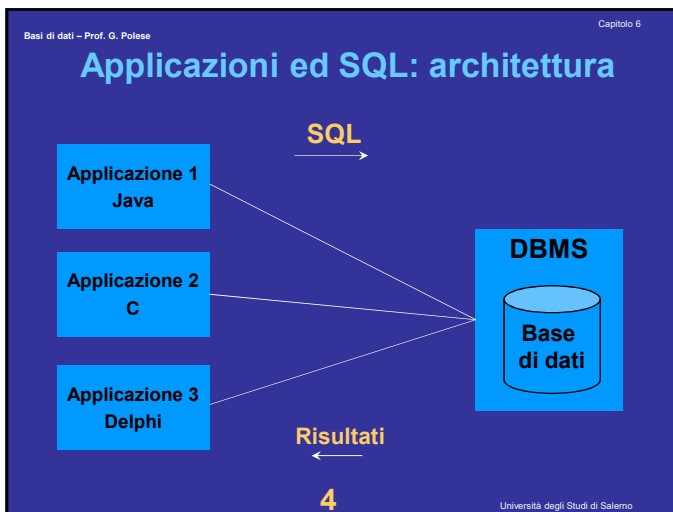 Capitolo 6
Basi di dati – Prof. G. Polese
Applicazioni ed SQL: architettura
SQL
Applicazione 1
Java
Applicazione 2
C
Applicazione 3
Delphi
DBMS
Base
di dati
Risultati
4
Università degli Studi di Salerno